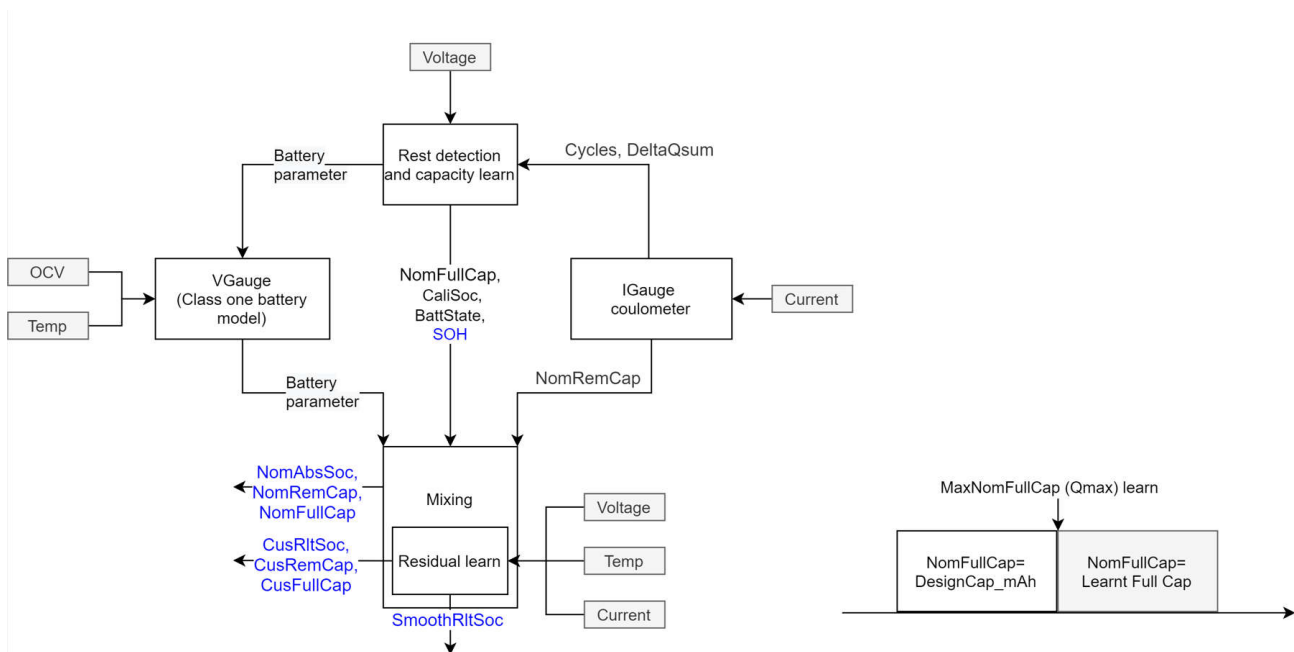 Voltage
Rest detection
and capacity learn
Cycles, DeltaQsum
Battery
parameter
OCV
Temp
VGauge
(Class one battery
model)
NomFullCap,
CaliSoc,
BattState,
SOH
IGauge
coulometer
Current
Battery
parameter
NomRemCap
NomAbsSoc,
NomRemCap,
NomFullCap
Mixing
CusRltSoc,
CusRemCap,
CusFullCap
Residual learn
Voltage
Temp
Current
SmoothRltSoc
MaxNomFullCap (Qmax) learn
NomFullCap=
DesignCap_mAh
NomFullCap=
Learnt Full Cap